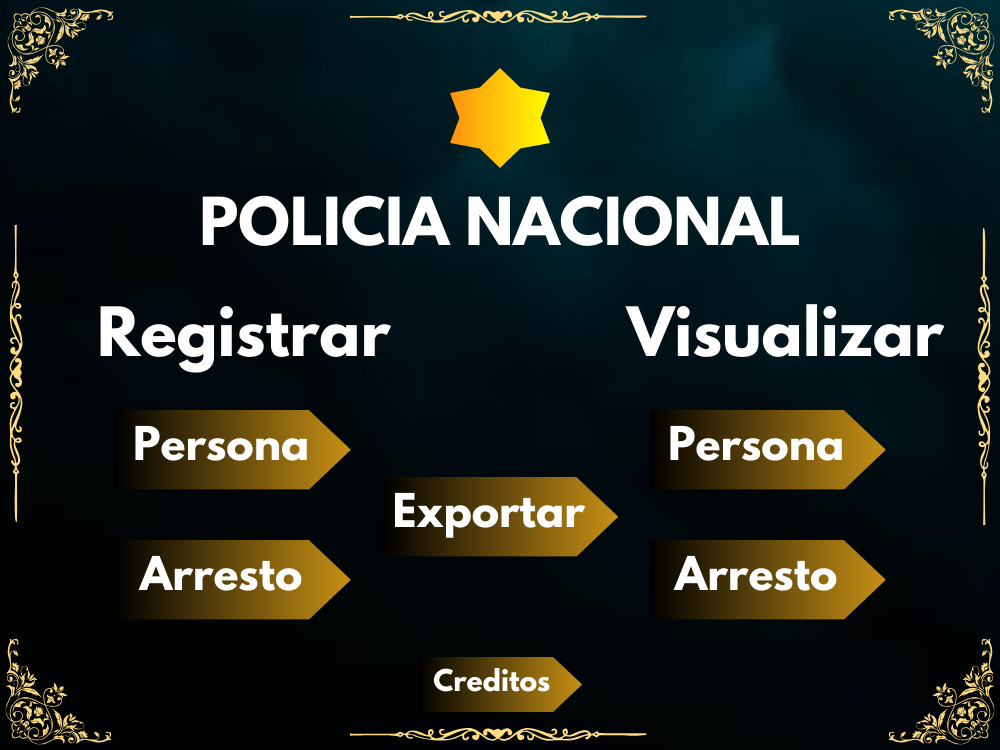 POLICIA NACIONAL
Registrar
Visualizar
Persona
Persona
Exportar
Arresto
Arresto
Creditos